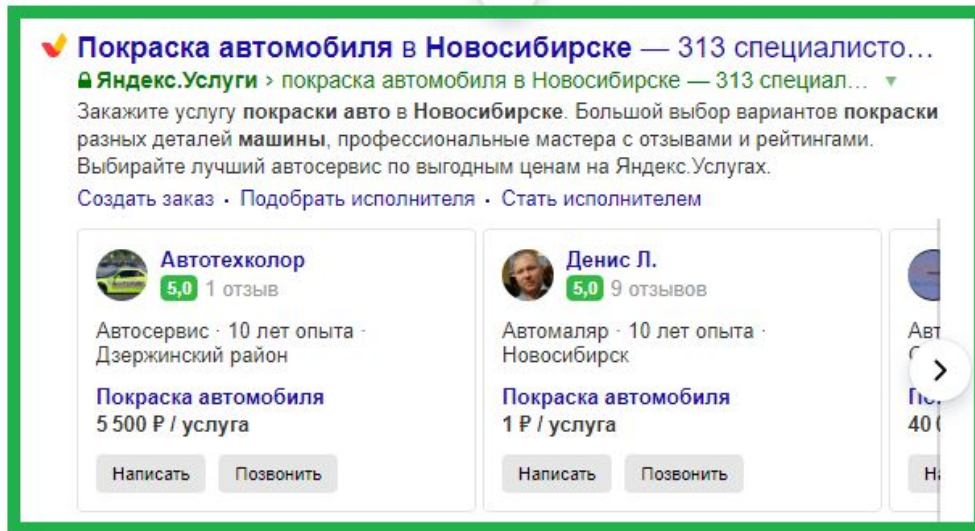 Покраска автомобиля в Новосибирске — 313 специалисто...
Яндекс.Услуги › покраска автомобиля в Новосибирске — 313 специал...
Закажите услугу покраски авто в Новосибирске. Большой выбор вариантов покраски
разных деталей машины, профессиональные мастера с отзывами и рейтингами.
Выбирайте лучший автосервис по выгодным ценам на Яндекс.Услугах.
Создать заказ · Подобрать исполнителя · Стать исполнителем
Автотехколор
5,0 1 отзыв
Автосервис · 10 лет опыта ·
Дзержинский район
Покраска автомобиля
5 500 ₽ / услуга
Написать Позвонить
Денис Л.
5,0 9 отзывов
Автомаляр · 10 лет опыта ·
Новосибирск
Покраска автомобиля
1 ₽ / услуга
Написать Позвонить